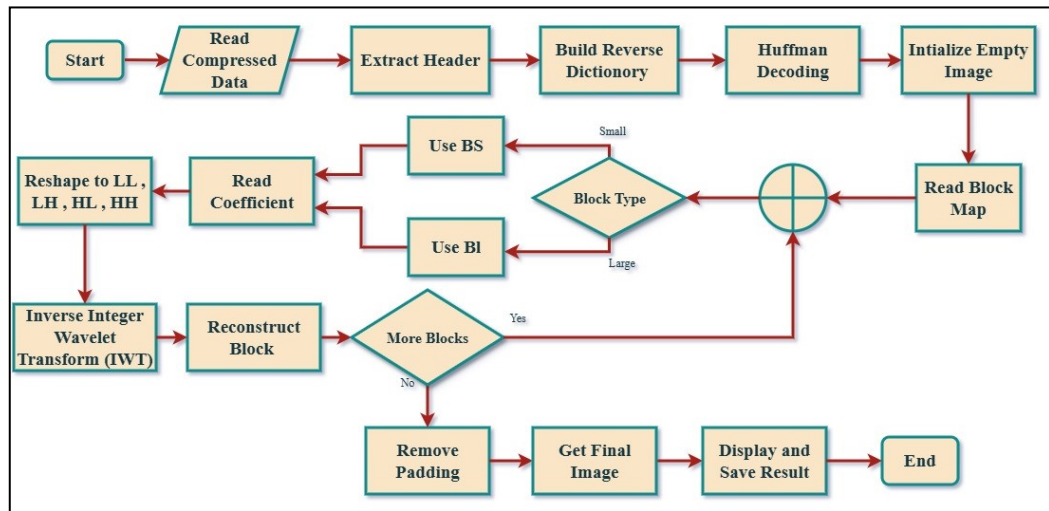 Start
Read
Compressed
Data
Extract Header
Build Reverse
Dictionory
Huffman
Decoding
Intialize Empty
Image
Read Block
Map
Block Type
Small
Large
Use BS
Use Bl
Read
Coefficient
Reshape to LL ,
LH , HL , HH
Inverse Integer
Wavelet
Transform (IWT)
Reconstruct
Block
More Blocks
Yes
No
Remove
Padding
Get Final
Image
Display and
Save Result
End